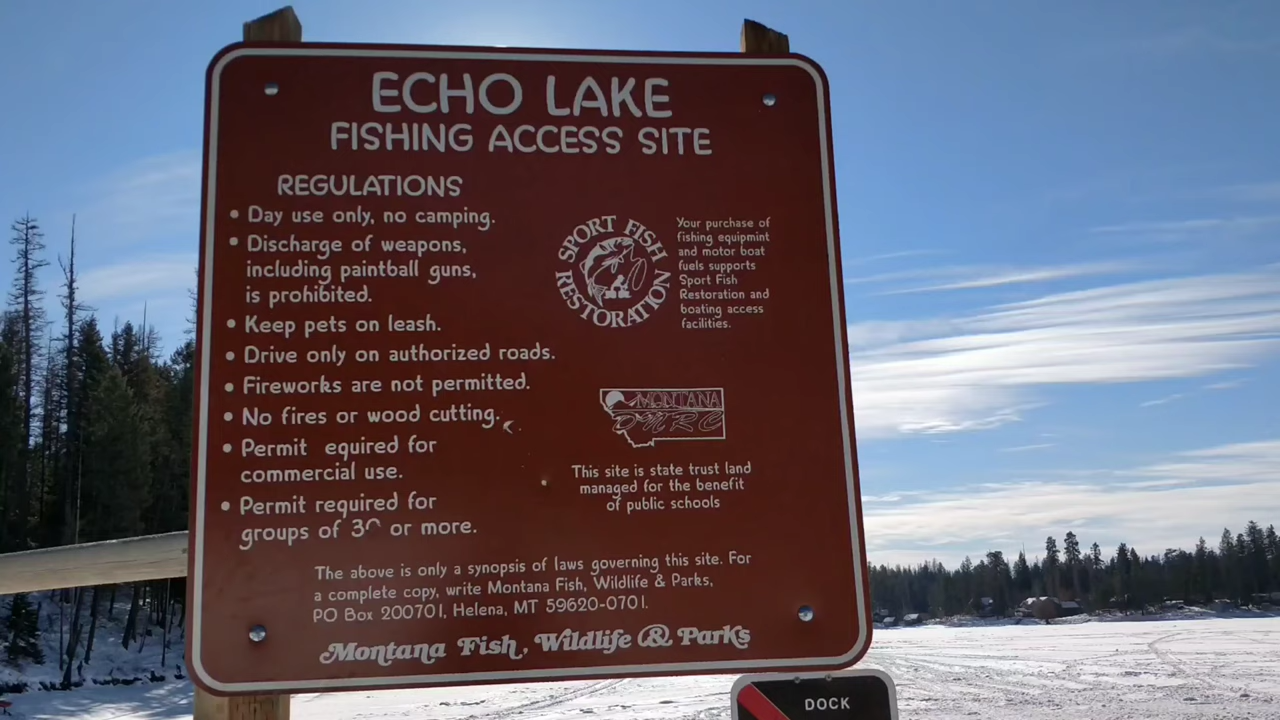 ECHO LAKE
FISHING ACCESS SITE
REGULATIONS
• Day use only, no camping.
• Discharge of weapons,
including paintball guns,
is prohibited.
• Keep pets on leash.
• Drive only on authorized roads.
• Fireworks are not permitted.
• No fires or wood cutting.
• Permit equired for
commercial use.
• Permit required for
groups of 30 or more.
SPORT FISH
RESTORATION
Your purchase of
fishing equipmint
and motor boat
fuels supports
Sport Fish
Restoration and
boating access
facilities.
MONTANA
DNRC
This site is state trust land
managed for the benefit
of public schools
The above is only a synopsis of laws governing this site. For
a complete copy, write Montana Fish, Wildlife & Parks,
PO Box 200701, Helena, MT 59620-0701.
Montana Fish, Wildlife & Parks
DOCK